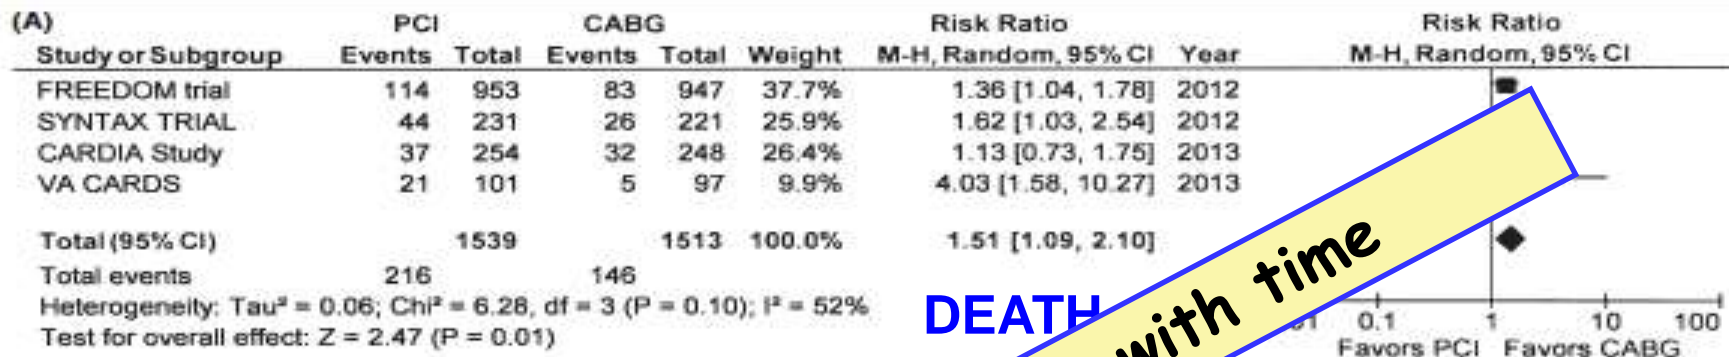 (A) PCI CABG Risk Ratio Risk Ratio
Study or Subgroup Events Total Events Total Weight M-H, Random, 95% CI Year M-H, Random, 95% CI
FREEDOM trial 114 953 83 947 37.7% 1.36 [1.04, 1.78] 2012
SYNTAX TRIAL 44 231 26 221 25.9% 1.62 [1.03, 2.54] 2012
CARDIA Study 37 254 32 248 26.4% 1.13 [0.73, 1.75] 2013
VA CARDS 21 101 5 97 9.9% 4.03 [1.58, 10.27] 2013
Total (95% CI) 1539 1513 100.0% 1.51 [1.09, 2.10]
Total events 216 146
Heterogeneity: Tau² = 0.06; Chi² = 6.28, df = 3 (P = 0.10); I² = 52%
Test for overall effect: Z = 2.47 (P = 0.01)
DEATH
with time
0.1 1 10 100
Favors PCI Favors CABG